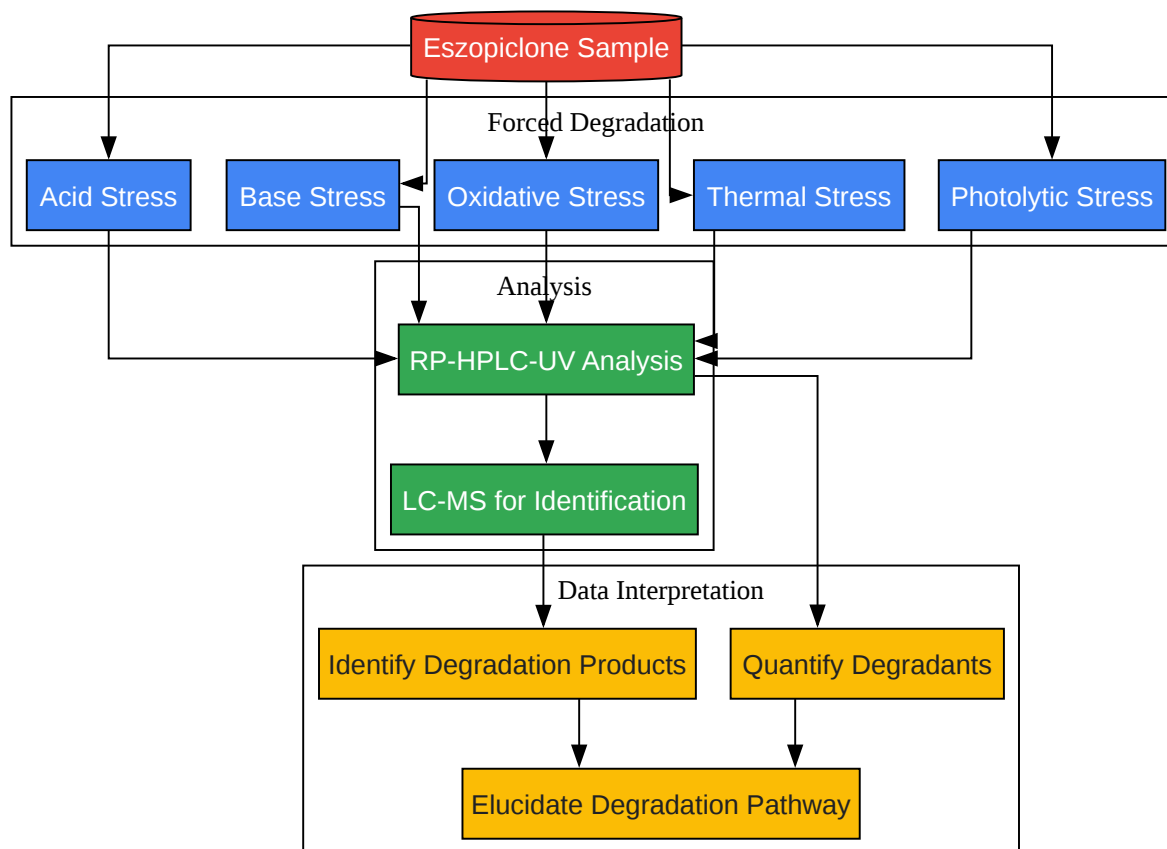 Eszopiclone Sample
Forced Degradation
Acid Stress
Base Stress
Oxidative Stress
Thermal Stress
Photolytic Stress
Analysis
RP-HPLC-UV Analysis
LC-MS for Identification
Data Interpretation
Identify Degradation Products
Quantify Degradants
Elucidate Degradation Pathway